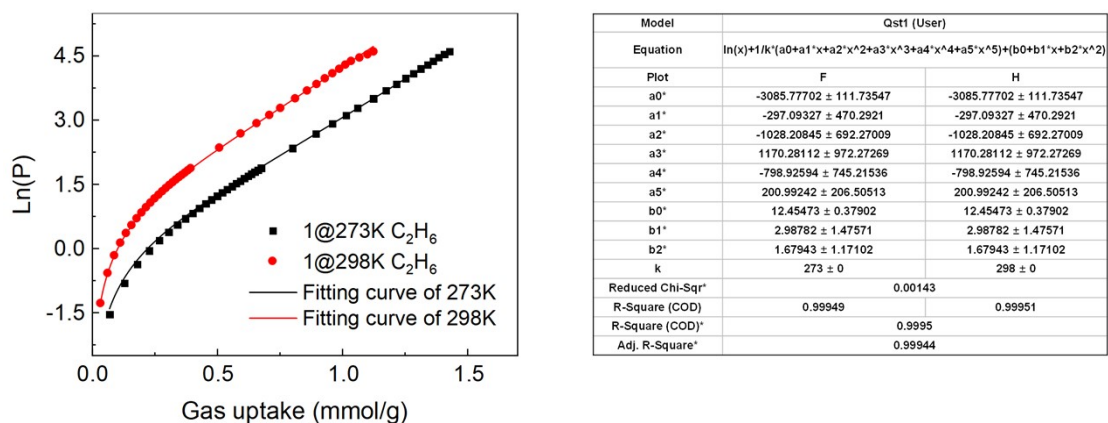 Ln(P)
4.5
3.0
1.5
0.0
-1.5
0.0 0.5 1.0 1.5
Gas uptake (mmol/g)
1@273K C₂H₆
1@298K C₂H₆
Fitting curve of 273K
Fitting curve of 298K
Model Qst1 (User)
Equation ln(x)+1/k*(a0+a1*x+a2*x^2+a3*x^3+a4*x^4+a5*x^5)+(b0+b1*x+b2*x^2)
Plot F H
a0* -3085.77702 ± 111.73547 -3085.77702 ± 111.73547
a1* -297.09327 ± 470.2921 -297.09327 ± 470.2921
a2* -1028.20845 ± 692.27009 -1028.20845 ± 692.27009
a3* 1170.28112 ± 972.27269 1170.28112 ± 972.27269
a4* -798.92594 ± 745.21536 -798.92594 ± 745.21536
a5* 200.99242 ± 206.50513 200.99242 ± 206.50513
b0* 12.45473 ± 0.37902 12.45473 ± 0.37902
b1* 2.98782 ± 1.47571 2.98782 ± 1.47571
b2* 1.67943 ± 1.17102 1.67943 ± 1.17102
k 273 ± 0 298 ± 0
Reduced Chi-Sqr* 0.00143
R-Square (COD) 0.99949 0.99951
R-Square (COD)* 0.9995
Adj. R-Square* 0.99944